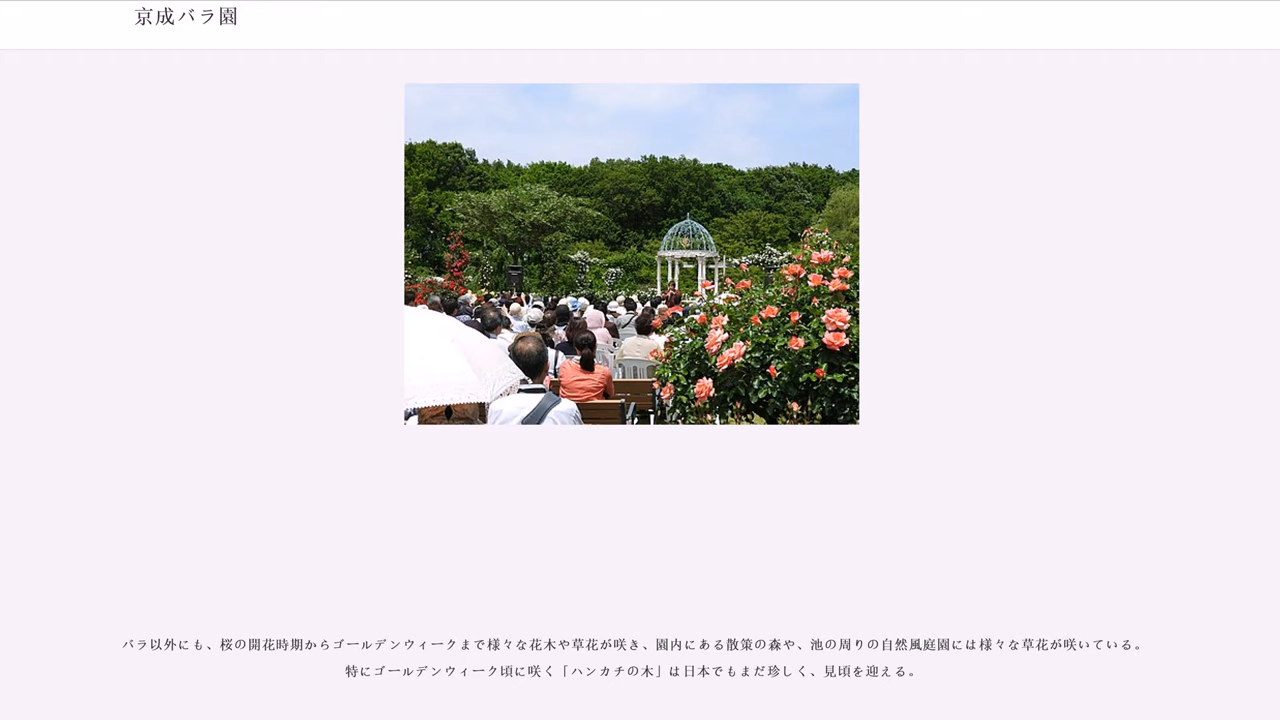 京成バラ園
バラ以外にも、桜の開花時期からゴールデンウィークまで様々な花木や草花が咲き、園内にある散策の森や、池の周りの自然風庭園には様々な草花が咲いている。
特にゴールデンウィーク頃に咲く「ハンカチの木」は日本でもまだ珍しく、見頃を迎える。